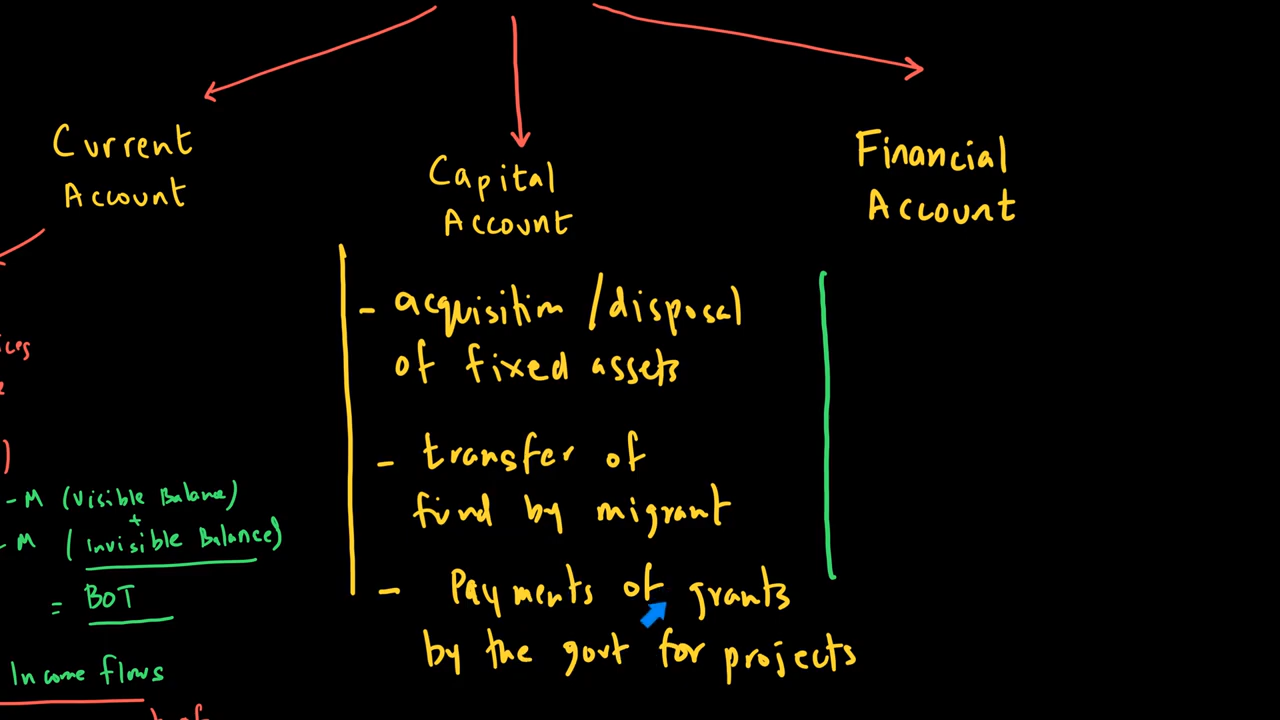 Current
Account
Capital
Account
Financial
Account
- acquisition / disposal
of fixed assets
- transfer of
fund by migrant
- Payments of grants
by the govt for projects
)
- M (Visible Balance)
+
- M (Invisible Balance)
= BOT
Income flows